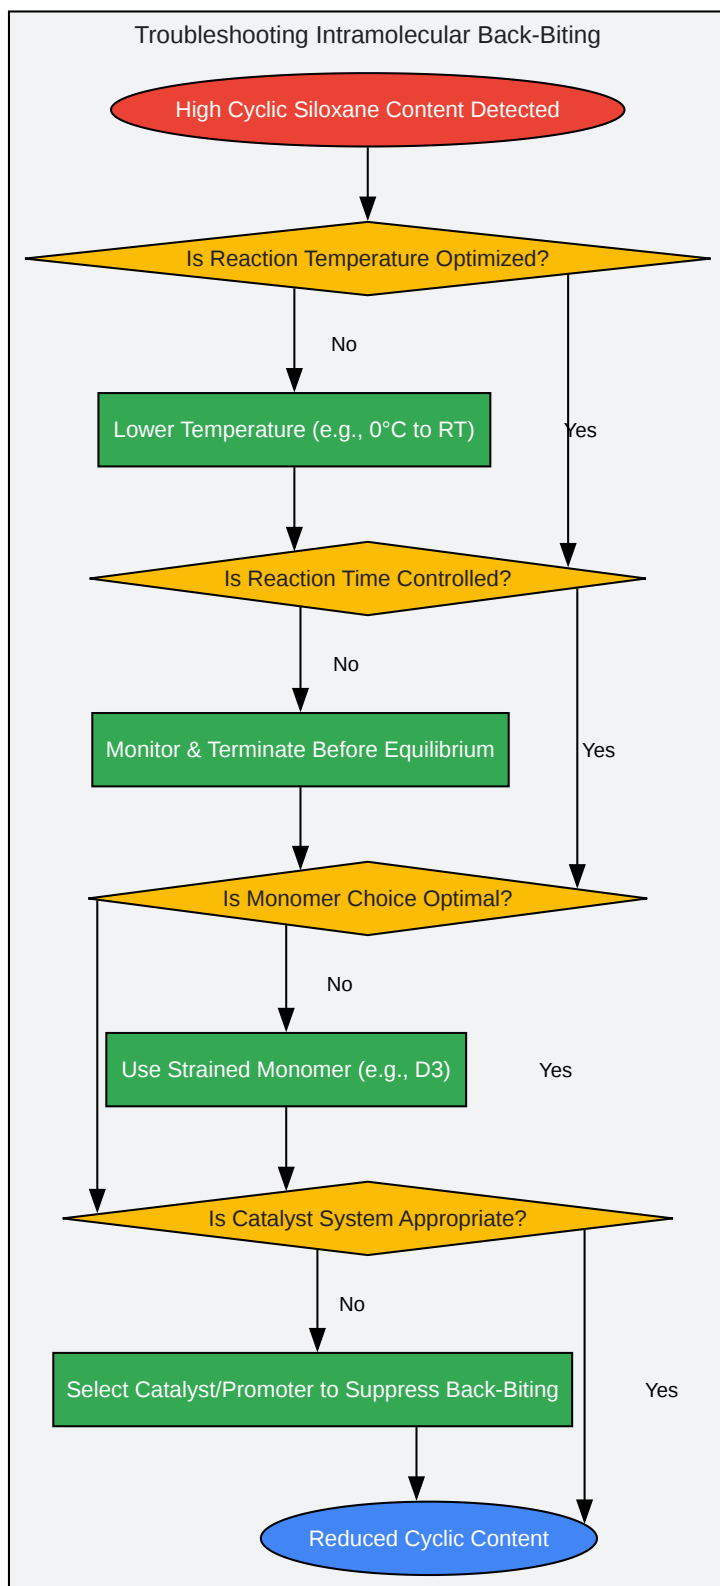 Troubleshooting Intramolecular Back-Biting
High Cyclic Siloxane Content Detected
Is Reaction Temperature Optimized?
No
Lower Temperature (e.g., 0°C to RT)
Yes
Is Reaction Time Controlled?
No
Monitor & Terminate Before Equilibrium
Yes
Is Monomer Choice Optimal?
No
Use Strained Monomer (e.g., D3)
Yes
Is Catalyst System Appropriate?
No
Select Catalyst/Promoter to Suppress Back-Biting
Yes
Reduced Cyclic Content